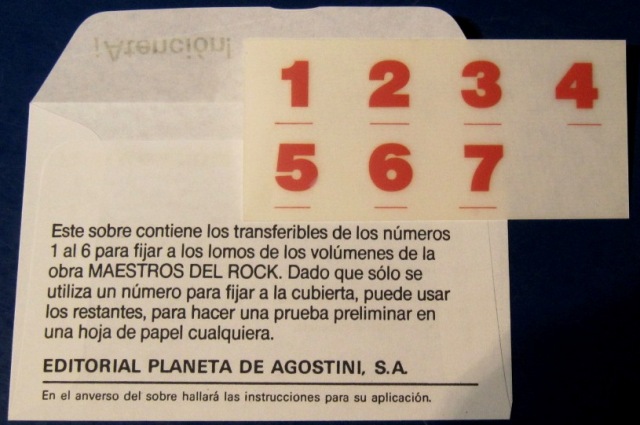 ¡Atención!
1 2 3 4
5 6 7
Este sobre contiene los transferibles de los números
1 al 6 para fijar a los lomos de los volúmenes de la
obra MAESTROS DEL ROCK. Dado que sólo se
utiliza un número para fijar a la cubierta, puede usar
los restantes, para hacer una prueba preliminar en
una hoja de papel cualquiera.
EDITORIAL PLANETA DE AGOSTINI, S.A.
En el anverso del sobre hallará las instrucciones para su aplicación.